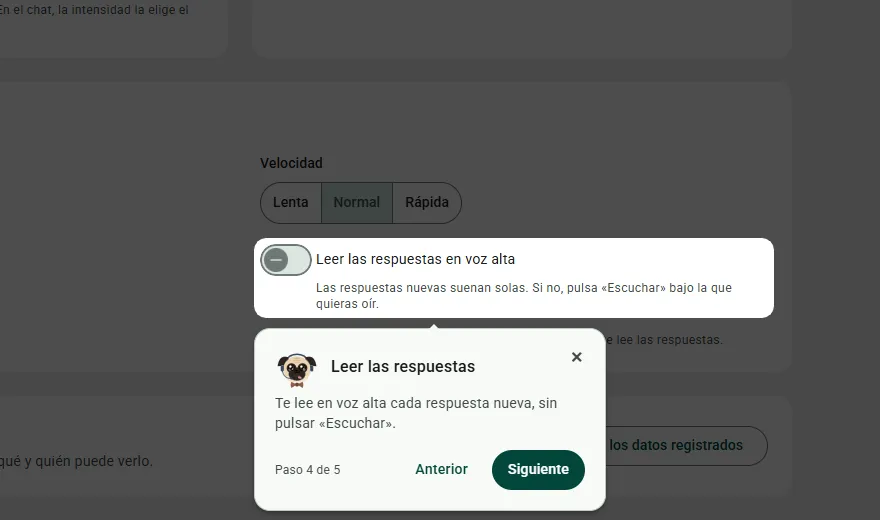 En el chat, la intensidad la elige el
Velocidad
Lenta
Normal
Rápida
Leer las respuestas en voz alta
Las respuestas nuevas suenan solas. Si no, pulsa «Escuchar» bajo la que
quieras oír.
e lee las respuestas.
Leer las respuestas
Te lee en voz alta cada respuesta nueva, sin
pulsar «Escuchar».
Paso 4 de 5
Anterior
Siguiente
los datos registrados
qué y quién puede verlo.